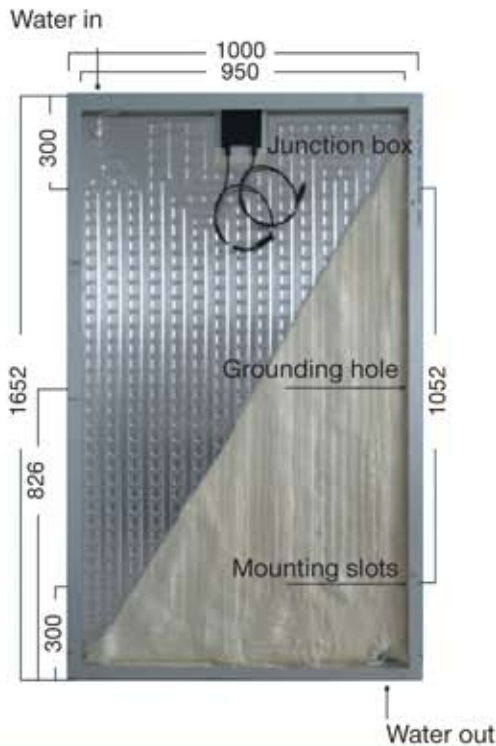 Water in
1000
950
300
Junction box
1652
Grounding hole
1052
826
Mounting slots
300
Water out